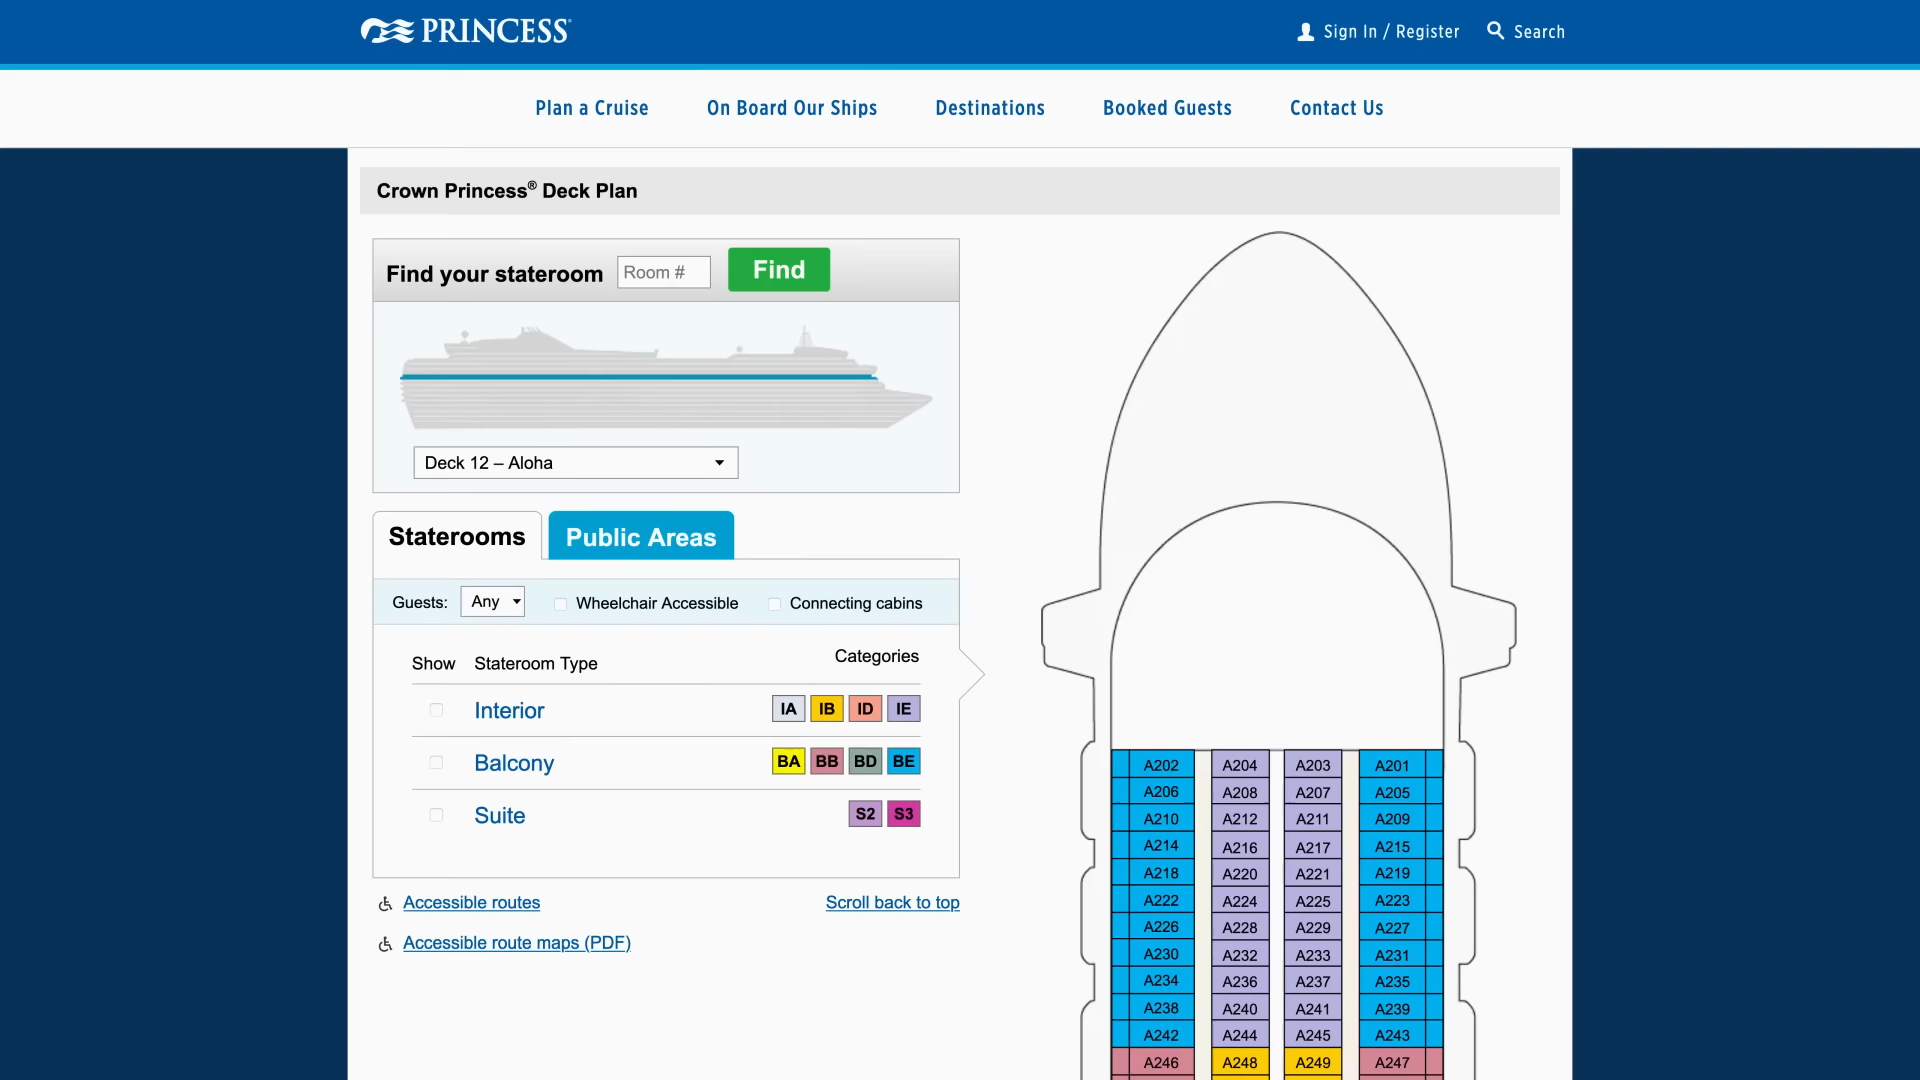 PRINCESS
Sign In / Register
Search
Plan a Cruise
On Board Our Ships
Destinations
Booked Guests
Contact Us
Crown Princess® Deck Plan
Find your stateroom
Room #
Find
Deck 12 – Aloha
Staterooms
Public Areas
Guests:
Any
Wheelchair Accessible
Connecting cabins
Show
Stateroom Type
Categories
Interior
IA IB ID IE
Balcony
BA BB BD BE
Suite
S2 S3
Accessible routes
Scroll back to top
Accessible route maps (PDF)
A202 A204 A203 A201
A206 A208 A207 A205
A210 A212 A211 A209
A214 A216 A217 A215
A218 A220 A221 A219
A222 A224 A225 A223
A226 A228 A229 A227
A230 A232 A233 A231
A234 A236 A237 A235
A238 A240 A241 A239
A242 A244 A245 A243
A246 A248 A249 A247